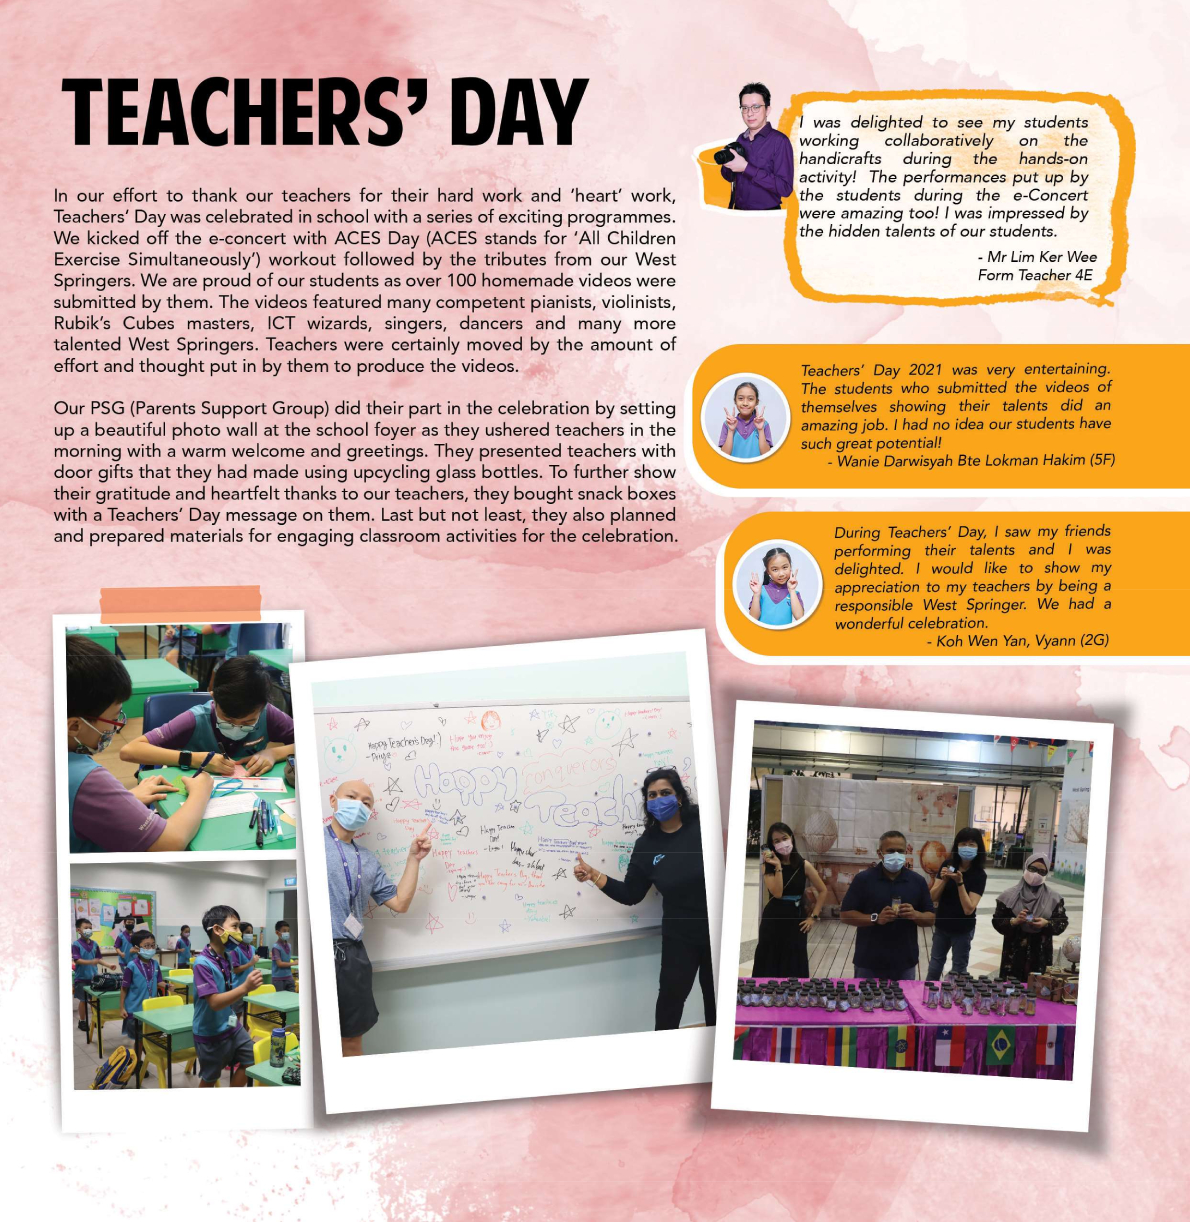 TEACHERS' DAY
In our effort to thank our teachers for their hard work and 'heart' work,
Teachers' Day was celebrated in school with a series of exciting programmes.
We kicked off the e-concert with ACES Day (ACES stands for 'All Children
Exercise Simultaneously') workout followed by the tributes from our West
Springers. We are proud of our students as over 100 homemade videos were
submitted by them. The videos featured many competent pianists, violinists,
Rubik's Cubes masters, ICT wizards, singers, dancers and many more
talented West Springers. Teachers were certainly moved by the amount of
effort and thought put in by them to produce the videos.
Our PSG (Parents Support Group) did their part in the celebration by setting
up a beautiful photo wall at the school foyer as they ushered teachers in the
morning with a warm welcome and greetings. They presented teachers with
door gifts that they had made using upcycling glass bottles. To further show
their gratitude and heartfelt thanks to our teachers, they bought snack boxes
with a Teachers' Day message on them. Last but not least, they also planned
and prepared materials for engaging classroom activities for the celebration.
I was delighted to see my students
working collaboratively on the
handicrafts during the hands-on
activity! The performances put up by
the students during the e-Concert
were amazing too! I was impressed by
the hidden talents of our students.
- Mr Lim Ker Wee
Form Teacher 4E
Teachers' Day 2021 was very entertaining.
The students who submitted the videos of
themselves showing their talents did an
amazing job. I had no idea our students have
such great potential!
- Wanie Darwisyah Bte Lokman Hakim (5F)
During Teachers' Day, I saw my friends
performing their talents and I was
delighted. I would like to show my
appreciation to my teachers by being a
responsible West Springer. We had a
wonderful celebration.
- Koh Wen Yan, Vyann (2G)
Happy Teacher's Day! :)
Happy
Teach